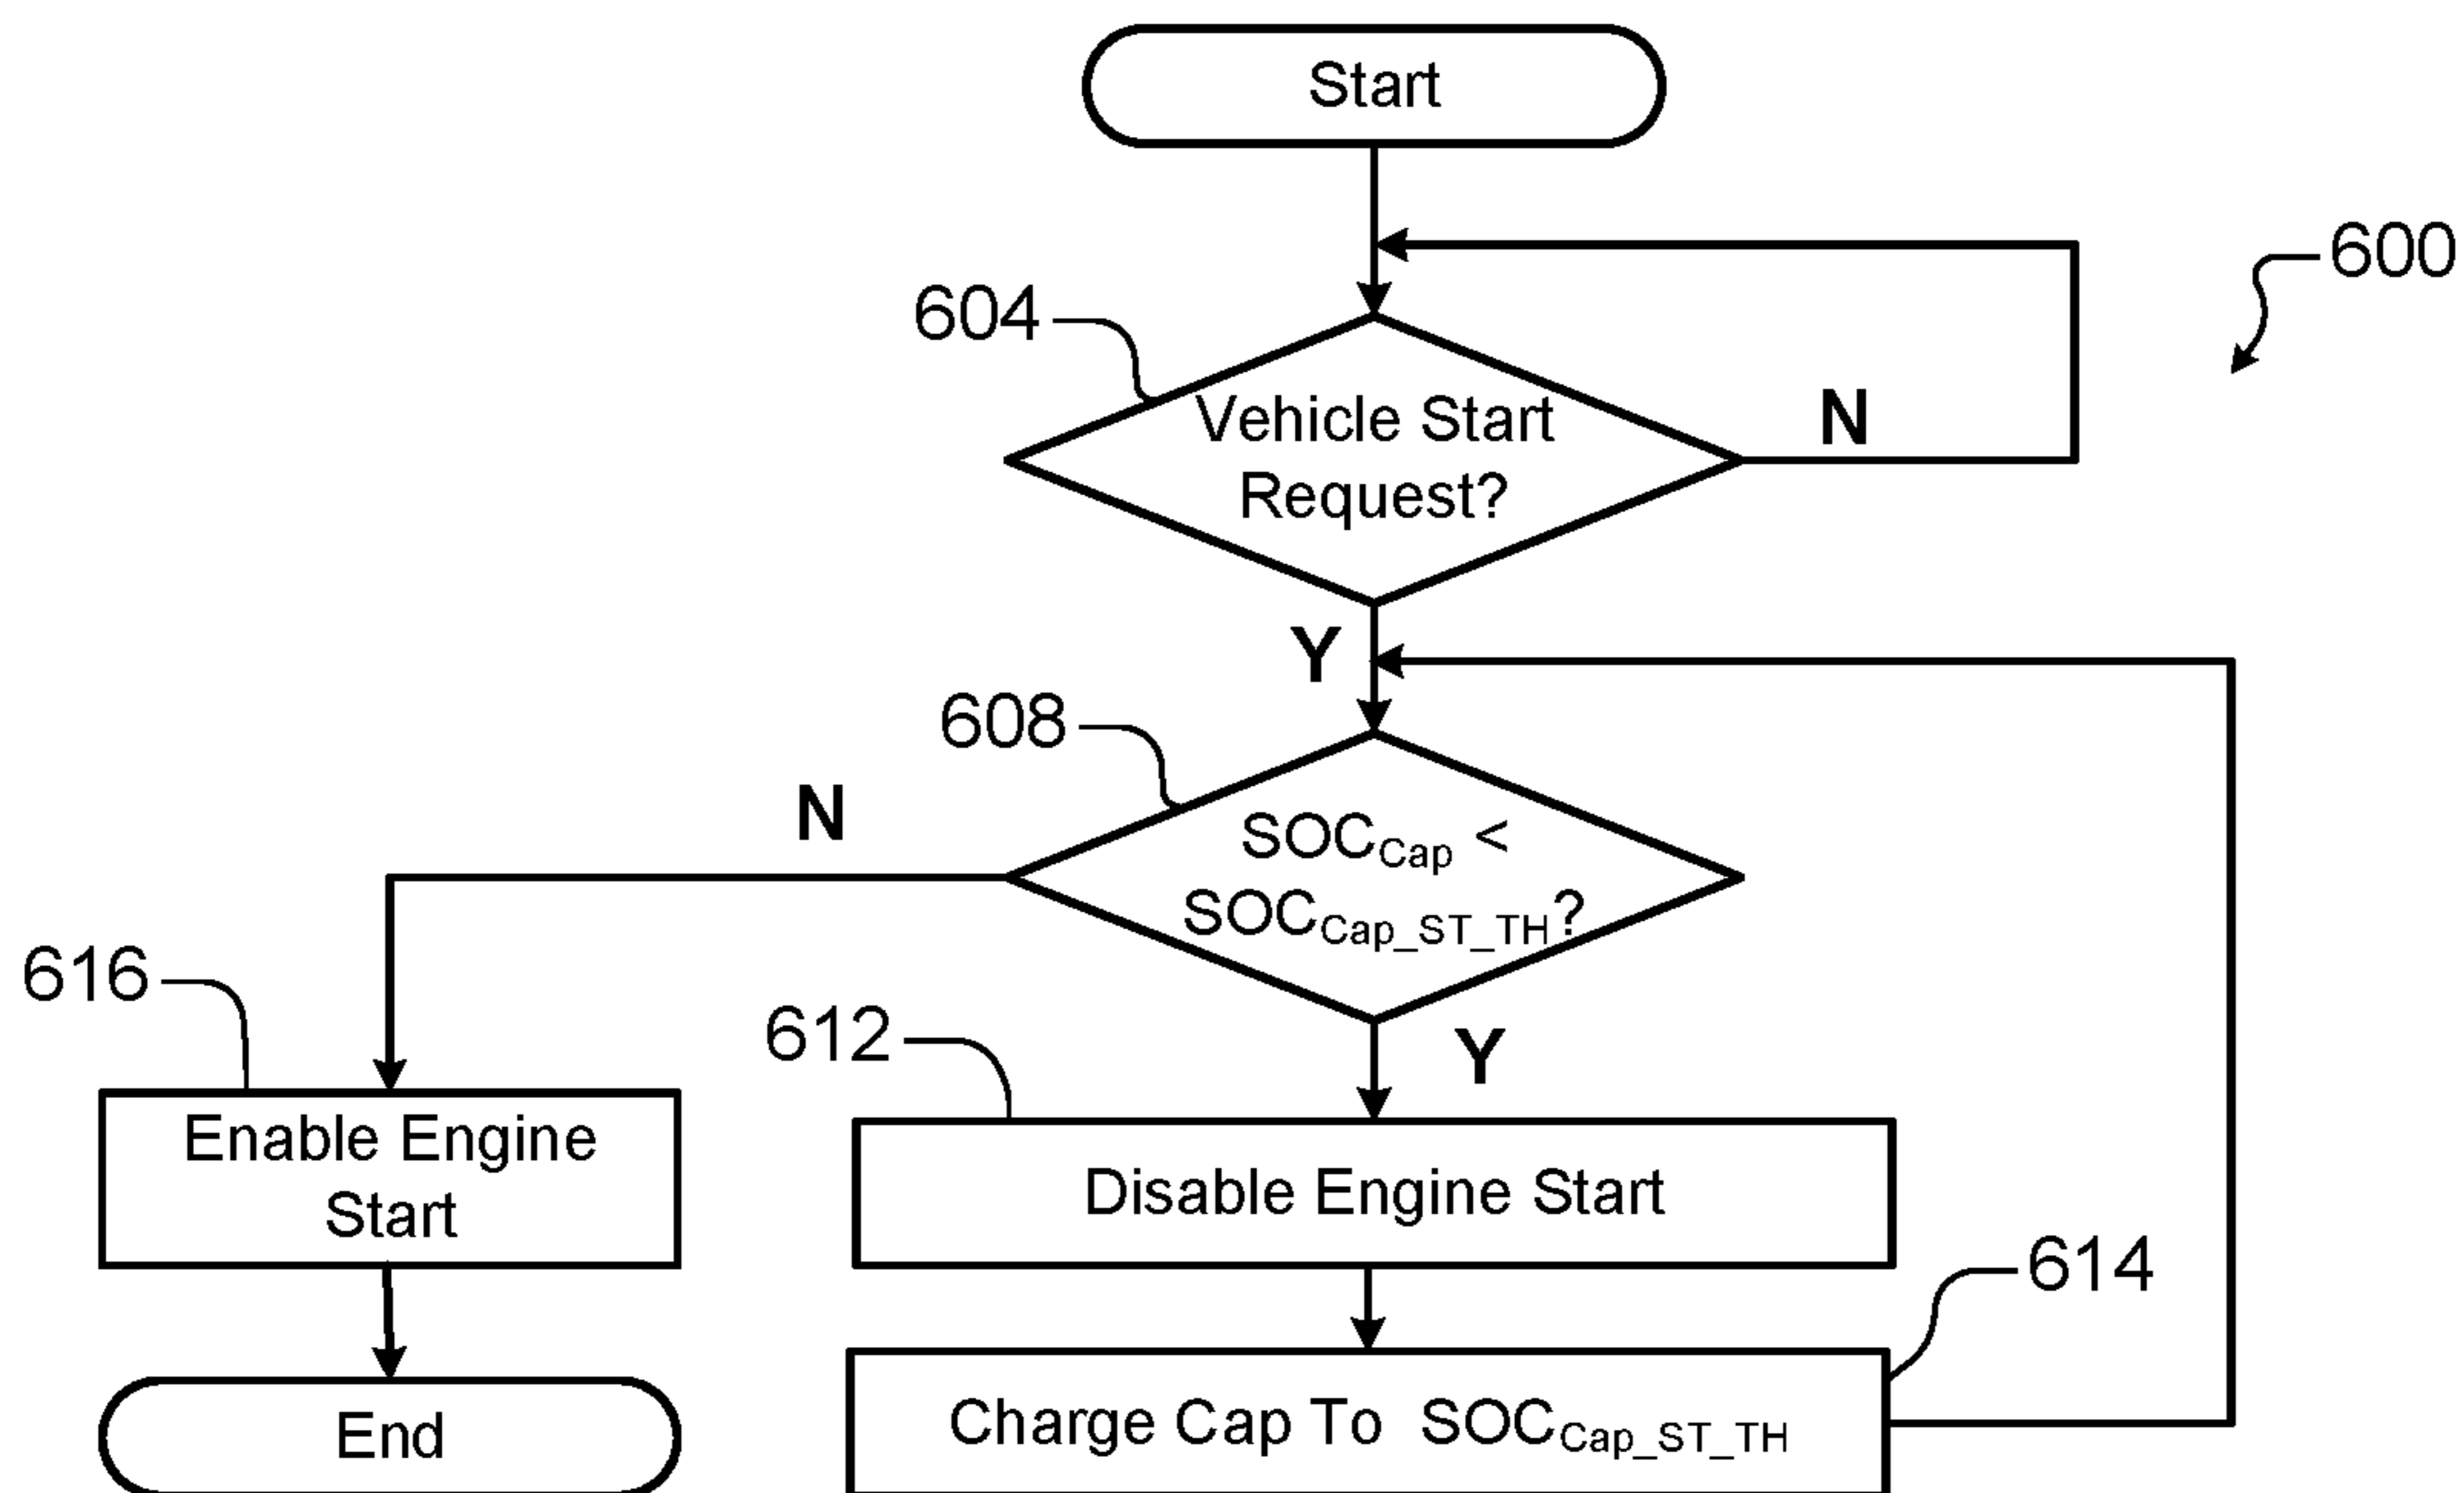 Start
600
604
Vehicle Start
Request?
N
Y
608
N
SOCCap <
SOCCap_ST_TH?
616
612
Y
Enable Engine
Start
Disable Engine Start
614
End
Charge Cap To SOCCap_ST_TH